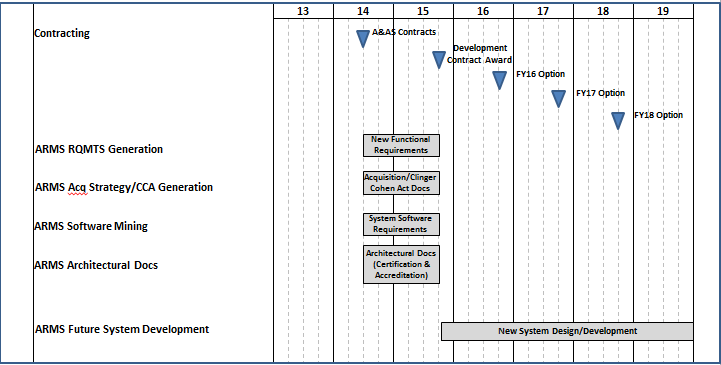 13 14 15 16 17 18 19
Contracting
A&AS Contracts
Development
Contract Award
FY16 Option
FY17 Option
FY18 Option
ARMS RQMTS Generation
New Functional
Requirements
ARMS Acq Strategy/CCA Generation
Acquisition/Clinger
Cohen Act Docs
ARMS Software Mining
System Software
Requirements
ARMS Architectural Docs
Architectural Docs
(Certification &
Accreditation)
ARMS Future System Development
New System Design/Development